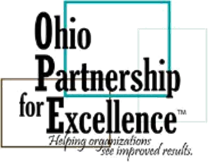 Ohio
Partnership
for Excellence™
Helping organizations
see improved results.